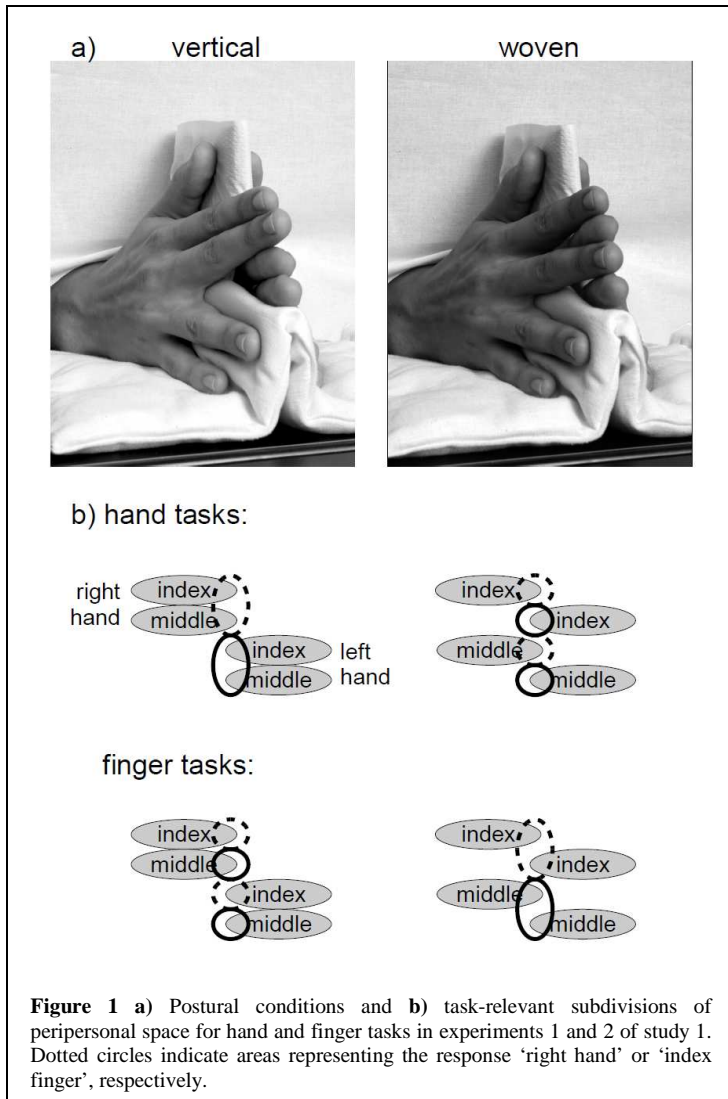 a) vertical woven
b) hand tasks:
right hand index middle index left hand middle
index index middle middle
finger tasks:
index middle index middle
index index middle middle
Figure 1 a) Postural conditions and b) task-relevant subdivisions of
peripersonal space for hand and finger tasks in experiments 1 and 2 of study 1.
Dotted circles indicate areas representing the response ‘right hand’ or ‘index
finger’, respectively.